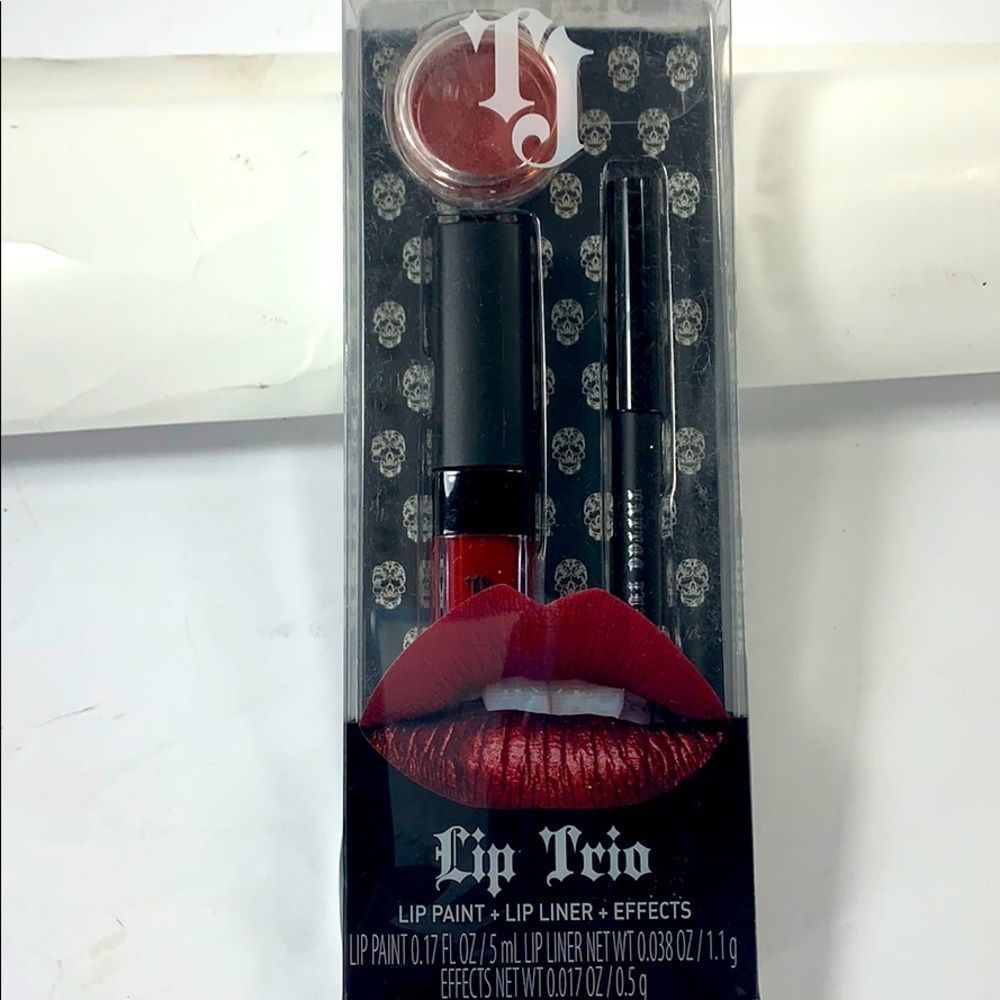 TJ
Lip Trio
LIP PAINT + LIP LINER + EFFECTS
LIP PAINT 0.17 FL OZ / 5 mL LIP LINER NET WT 0.038 OZ / 1.1 g
EFFECTS NET WT 0.017 OZ / 0.5 g